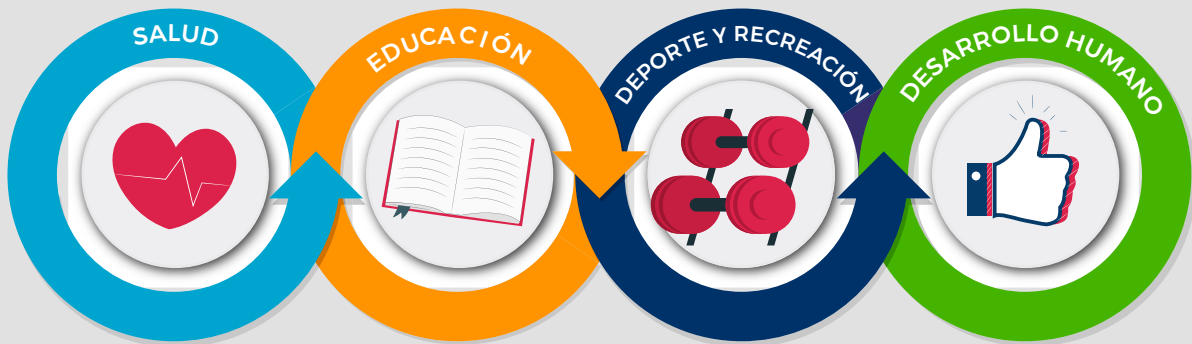 SALUD
EDUCACIÓN
DEPORTE Y RECREACIÓN
DESARROLLO HUMANO